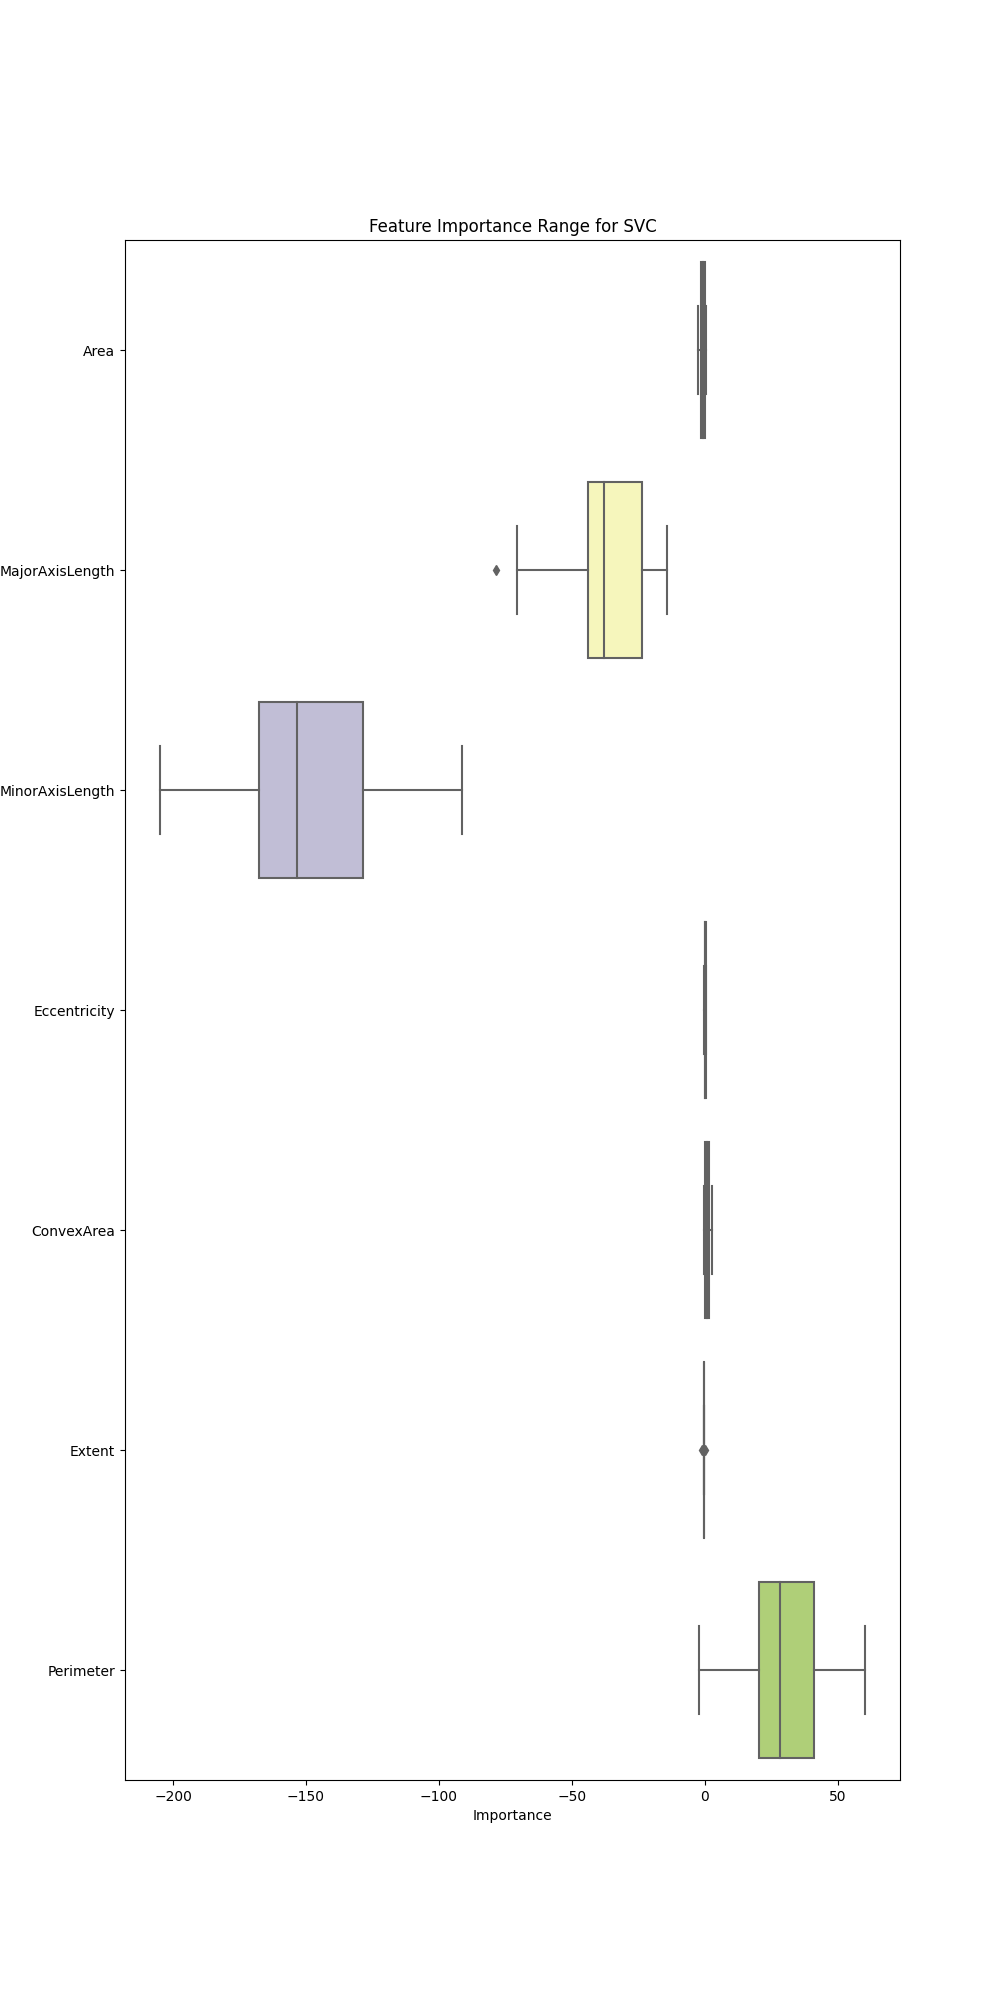 Feature Importance Range for SVC
Area
MajorAxisLength
MinorAxisLength
Eccentricity
ConvexArea
Extent
Perimeter
−200 −150 −100 −50 0 50
Importance